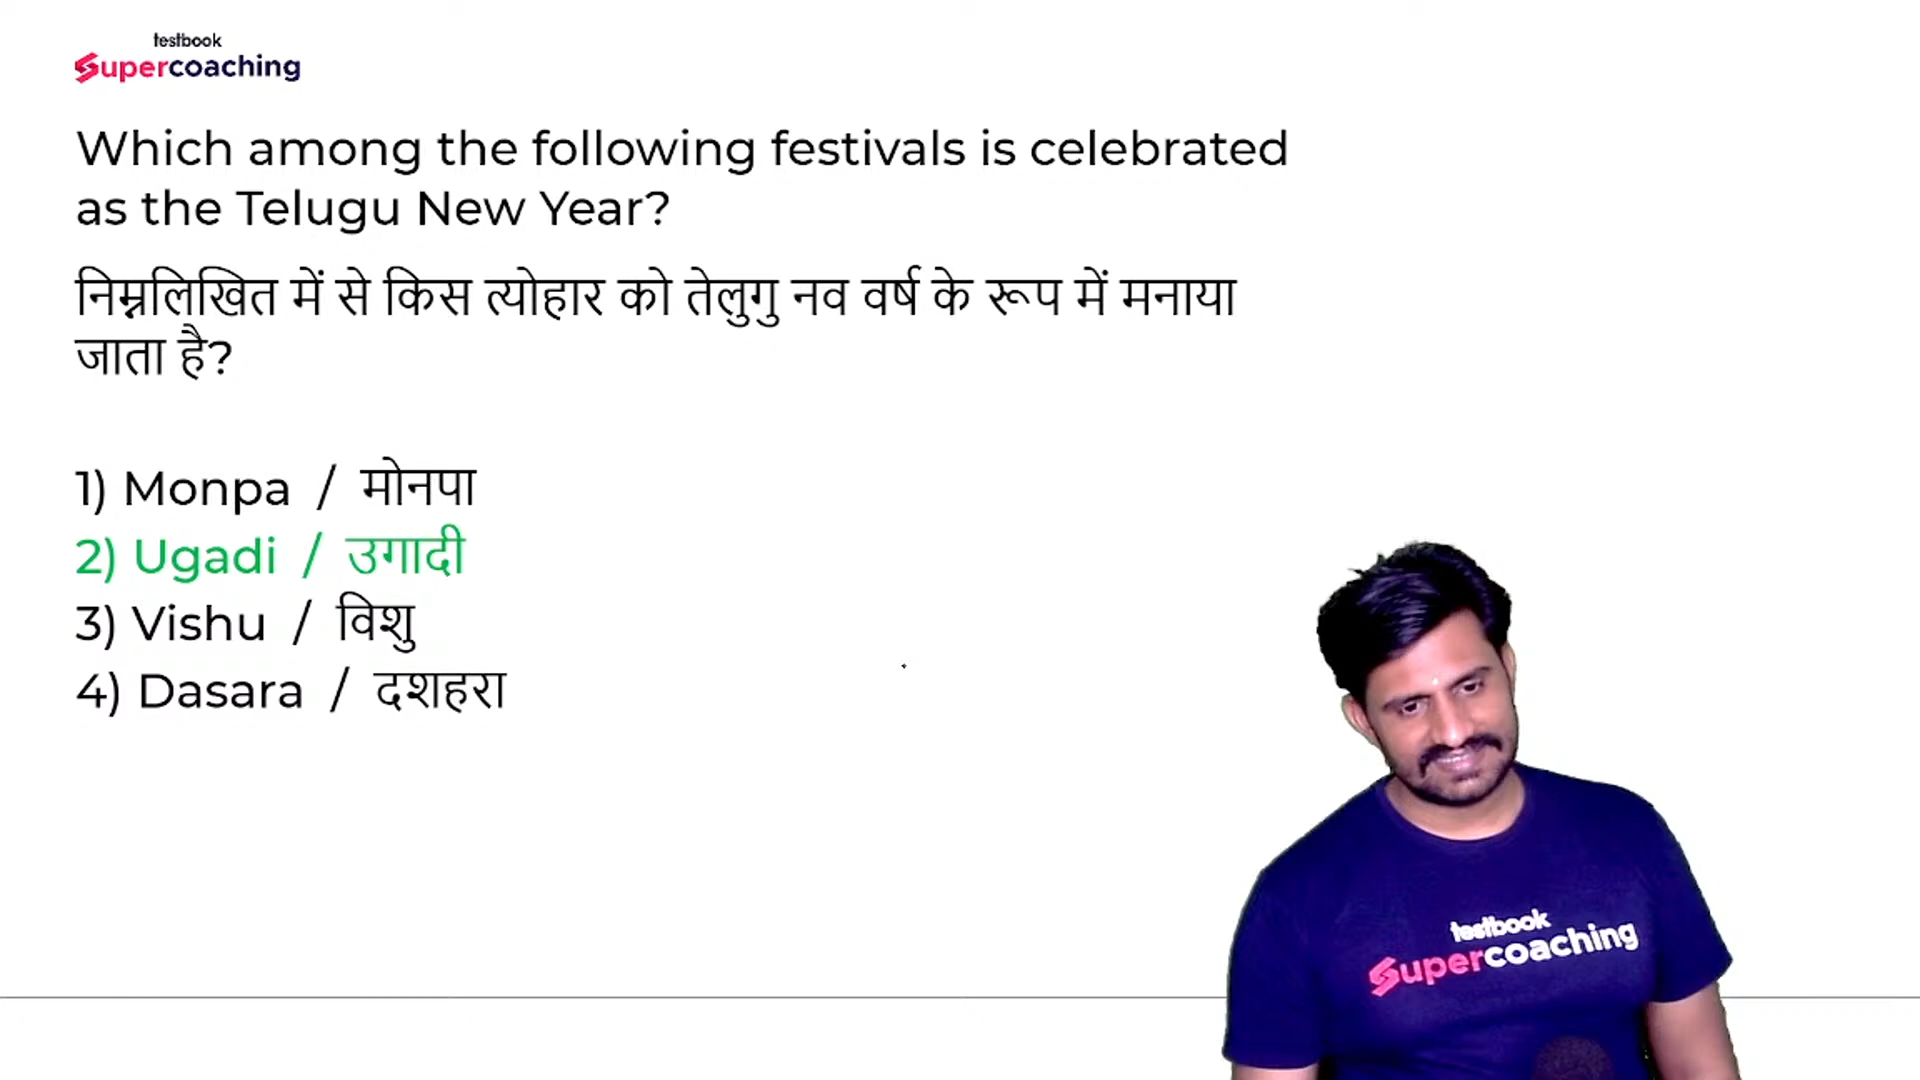 testbook
Supercoaching
Which among the following festivals is celebrated
as the Telugu New Year?
निम्नलिखित में से किस त्योहार को तेलुगु नव वर्ष के रूप में मनाया
जाता है?
1) Monpa / मोनपा
2) Ugadi / उगादी
3) Vishu / विशु
4) Dasara / दशहरा
testbook
Supercoaching